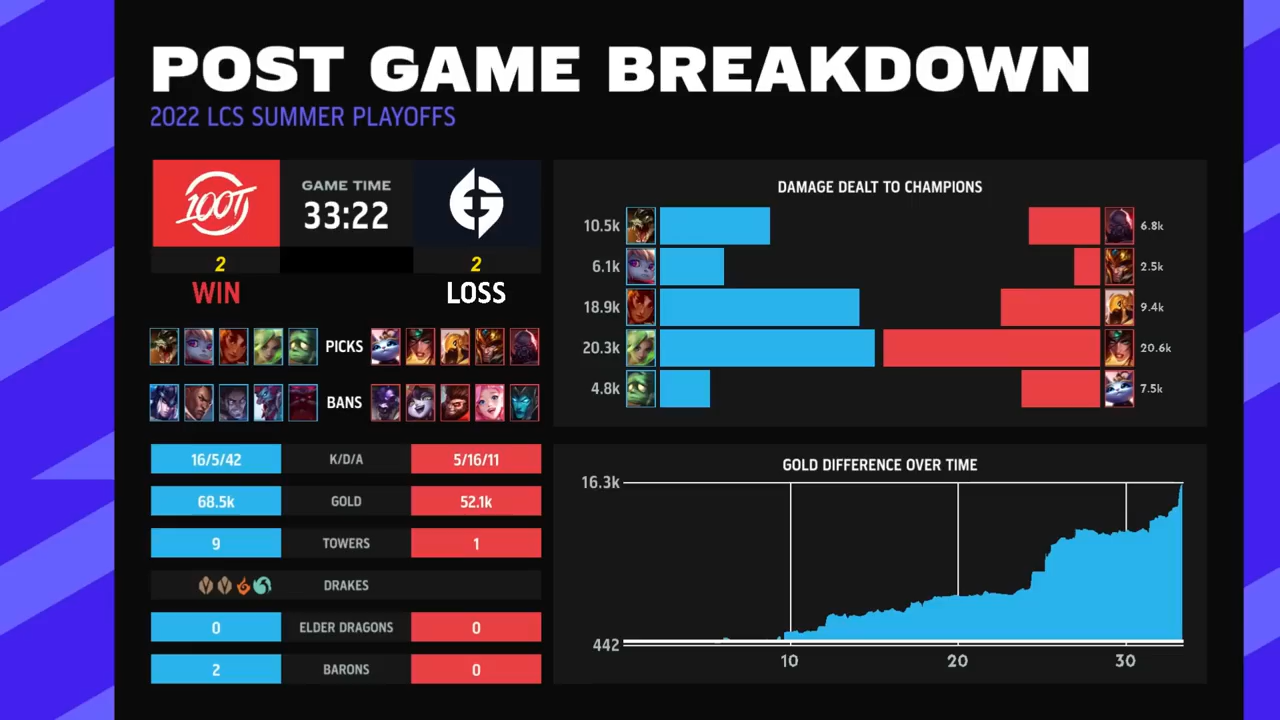 POST GAME BREAKDOWN
2022 LCS SUMMER PLAYOFFS
100T
GAME TIME
33:22
2
2
WIN
LOSS
PICKS
BANS
16/5/42 K/D/A 5/16/11
68.5k GOLD 52.1k
9 TOWERS 1
DRAKES
0 ELDER DRAGONS 0
2 BARONS 0
DAMAGE DEALT TO CHAMPIONS
10.5k 6.8k
6.1k 2.5k
18.9k 9.4k
20.3k 20.6k
4.8k 7.5k
GOLD DIFFERENCE OVER TIME
16.3k
442
10 20 30